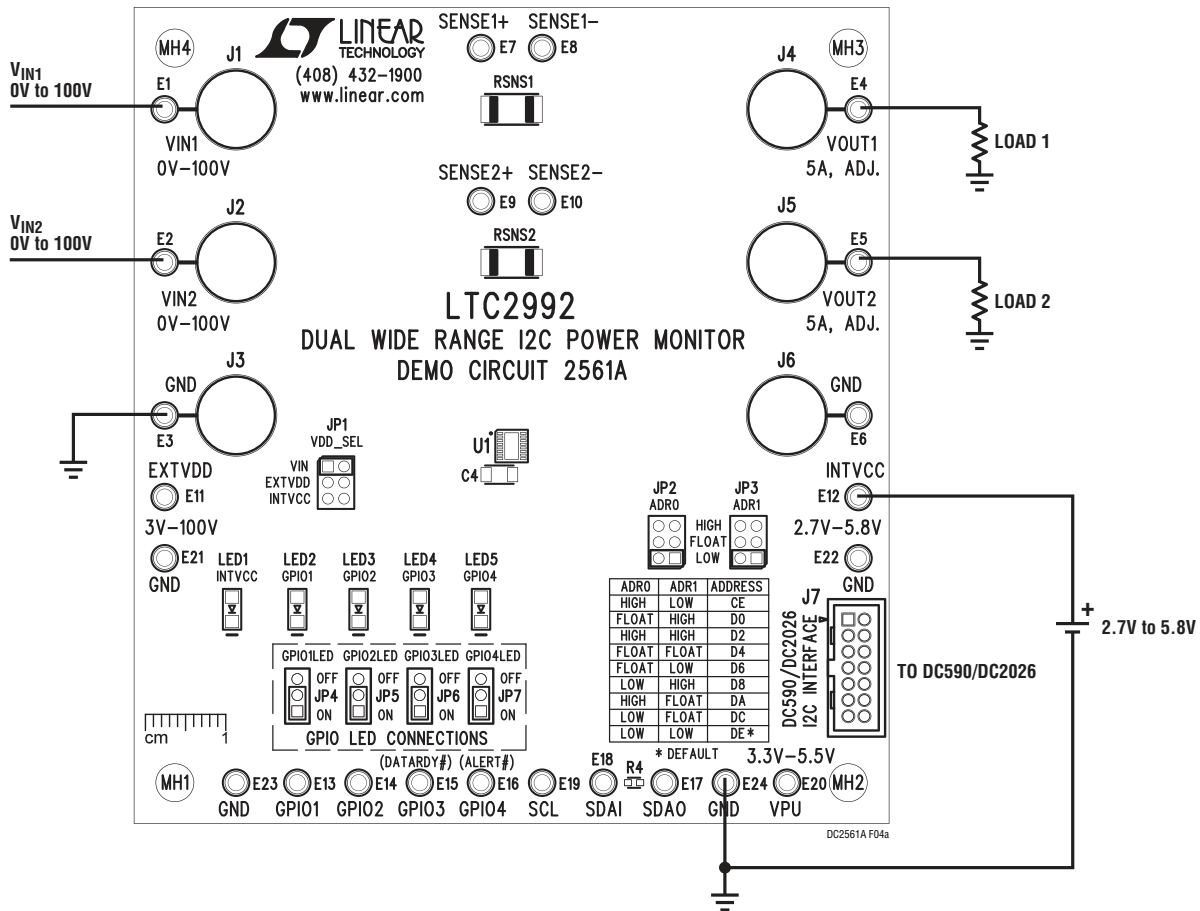 MH4
LINEAR
TECHNOLOGY
(408) 432-1900
www.linear.com
SENSE1+
SENSE1-
E7
E8
RSNS1
MH3
VIN1
0V to 100V
E1
J1
VIN1
0V-100V
J4
E4
VOUT1
5A, ADJ.
LOAD 1
SENSE2+
SENSE2-
E9
E10
RSNS2
VIN2
0V to 100V
E2
J2
VIN2
0V-100V
J5
E5
VOUT2
5A, ADJ.
LOAD 2
LTC2992
DUAL WIDE RANGE I2C POWER MONITOR
DEMO CIRCUIT 2561A
J3
GND
E3
J6
GND
E6
JP1
VDD_SEL
VIN
EXTVDD
INTVCC
U1
C4
EXTVDD
E11
3V-100V
E21
GND
JP2
ADR0
JP3
ADR1
HIGH
FLOAT
LOW
INTVCC
E12
2.7V-5.8V
E22
GND
LED1
INTVCC
LED2
GPIO1
LED3
GPIO2
LED4
GPIO3
LED5
GPIO4
ADR0 ADR1 ADDRESS
HIGH LOW CE
FLOAT HIGH D0
HIGH HIGH D2
FLOAT FLOAT D4
FLOAT LOW D6
LOW HIGH D8
HIGH FLOAT DA
LOW FLOAT DC
LOW LOW DE*
* DEFAULT
J7
DC590/DC2026
I2C INTERFACE
TO DC590/DC2026
+
2.7V to 5.8V
GPIO1LED GPIO2LED GPIO3LED GPIO4LED
OFF OFF OFF OFF
JP4 JP5 JP6 JP7
ON ON ON ON
GPIO LED CONNECTIONS
cm 1
(DATARDY#) (ALERT#)
3.3V-5.5V
MH1
E23
GND
E13
GPIO1
E14
GPIO2
E15
GPIO3
E16
GPIO4
E19
SCL
E18
SDAI
R4
E17
SDAO
E24
GND
E20
VPU
MH2
DC2561A F04a